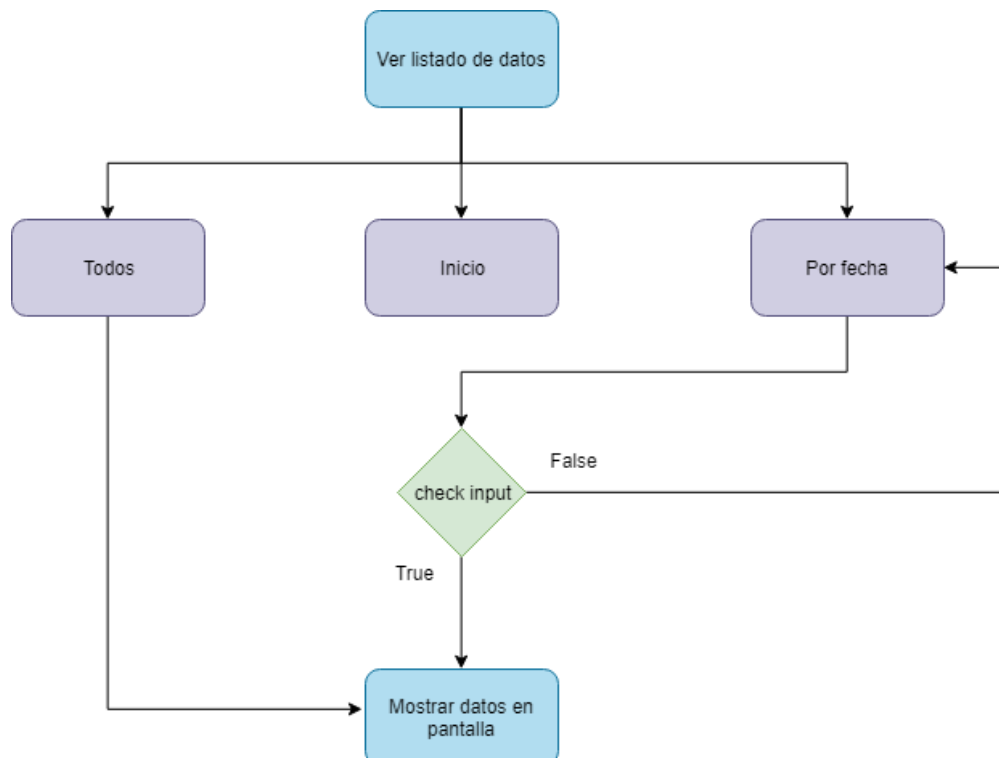 Ver listado de datos
Todos
Inicio
Por fecha
check input
False
True
Mostrar datos en
pantalla